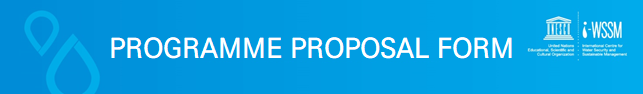 PROGRAMME PROPOSAL FORM
i-WSSM
United Nations
Educational, Scientific and
Cultural Organization
International Centre for
Water Security and
Sustainable Management